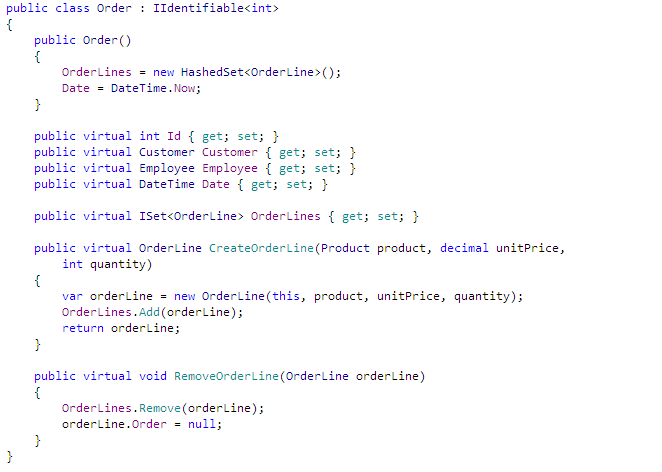 public class Order : IIdentifiable<int>
{
    public Order()
    {
        OrderLines = new HashedSet<OrderLine>();
        Date = DateTime.Now;
    }

    public virtual int Id { get; set; }
    public virtual Customer Customer { get; set; }
    public virtual Employee Employee { get; set; }
    public virtual DateTime Date { get; set; }

    public virtual ISet<OrderLine> OrderLines { get; set; }

    public virtual OrderLine CreateOrderLine(Product product, decimal unitPrice,
        int quantity)
    {
        var orderLine = new OrderLine(this, product, unitPrice, quantity);
        OrderLines.Add(orderLine);
        return orderLine;
    }

    public virtual void RemoveOrderLine(OrderLine orderLine)
    {
        OrderLines.Remove(orderLine);
        orderLine.Order = null;
    }
}